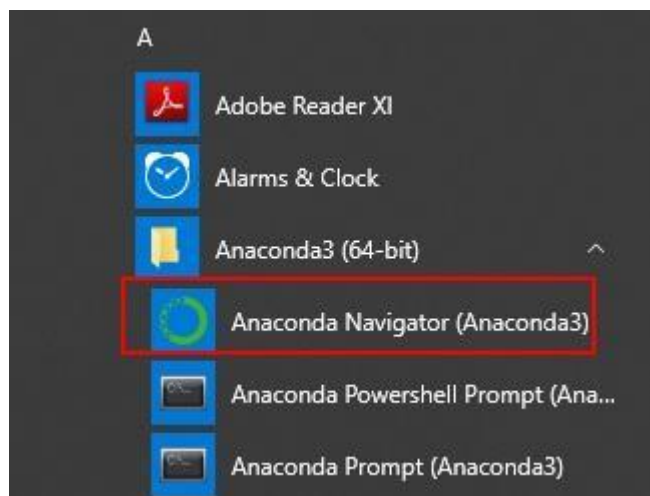 A
Adobe Reader XI
Alarms & Clock
Anaconda3 (64-bit)
Anaconda Navigator (Anaconda3)
Anaconda Powershell Prompt (Ana...
Anaconda Prompt (Anaconda3)